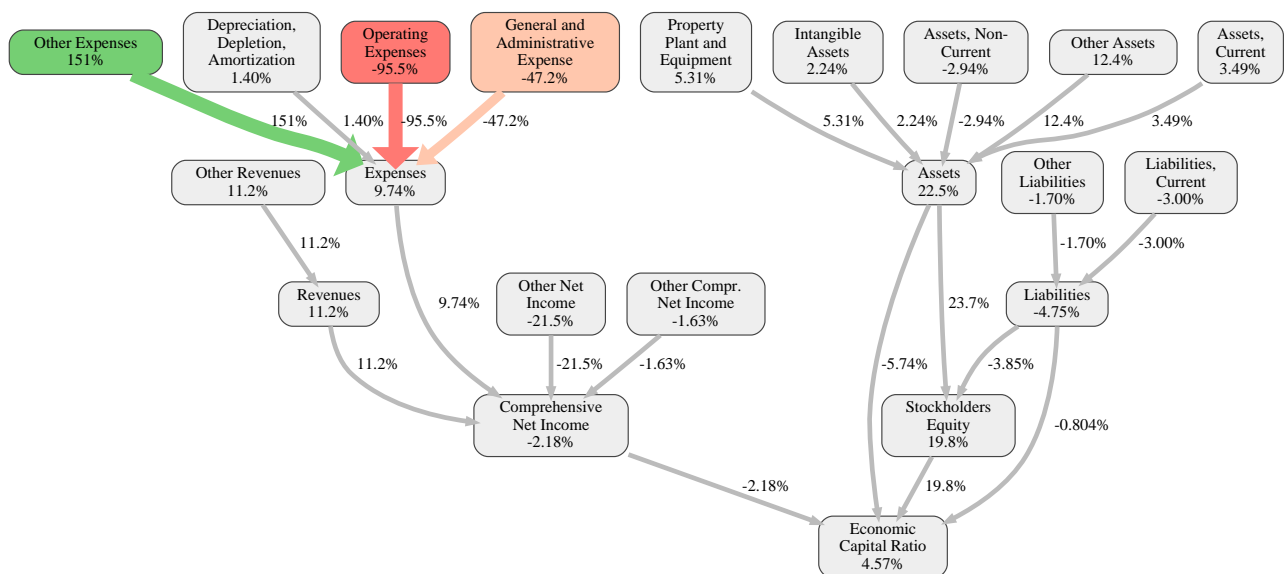 Other Expenses
151%
Depreciation,
Depletion,
Amortization
1.40%
Operating
Expenses
-95.5%
General and
Administrative
Expense
-47.2%
Property
Plant and
Equipment
5.31%
Intangible
Assets
2.24%
Assets, Non-
Current
-2.94%
Other Assets
12.4%
Assets,
Current
3.49%
151%
1.40%
-95.5%
-47.2%
5.31%
2.24%
-2.94%
12.4%
3.49%
Other Revenues
11.2%
Expenses
9.74%
Assets
22.5%
Other
Liabilities
-1.70%
Liabilities,
Current
-3.00%
11.2%
-1.70%
-3.00%
Revenues
11.2%
9.74%
Other Net
Income
-21.5%
Other Compr.
Net Income
-1.63%
23.7%
Liabilities
-4.75%
11.2%
-21.5%
-1.63%
-5.74%
-3.85%
Comprehensive
Net Income
-2.18%
Stockholders
Equity
19.8%
-0.804%
-2.18%
19.8%
Economic
Capital Ratio
4.57%